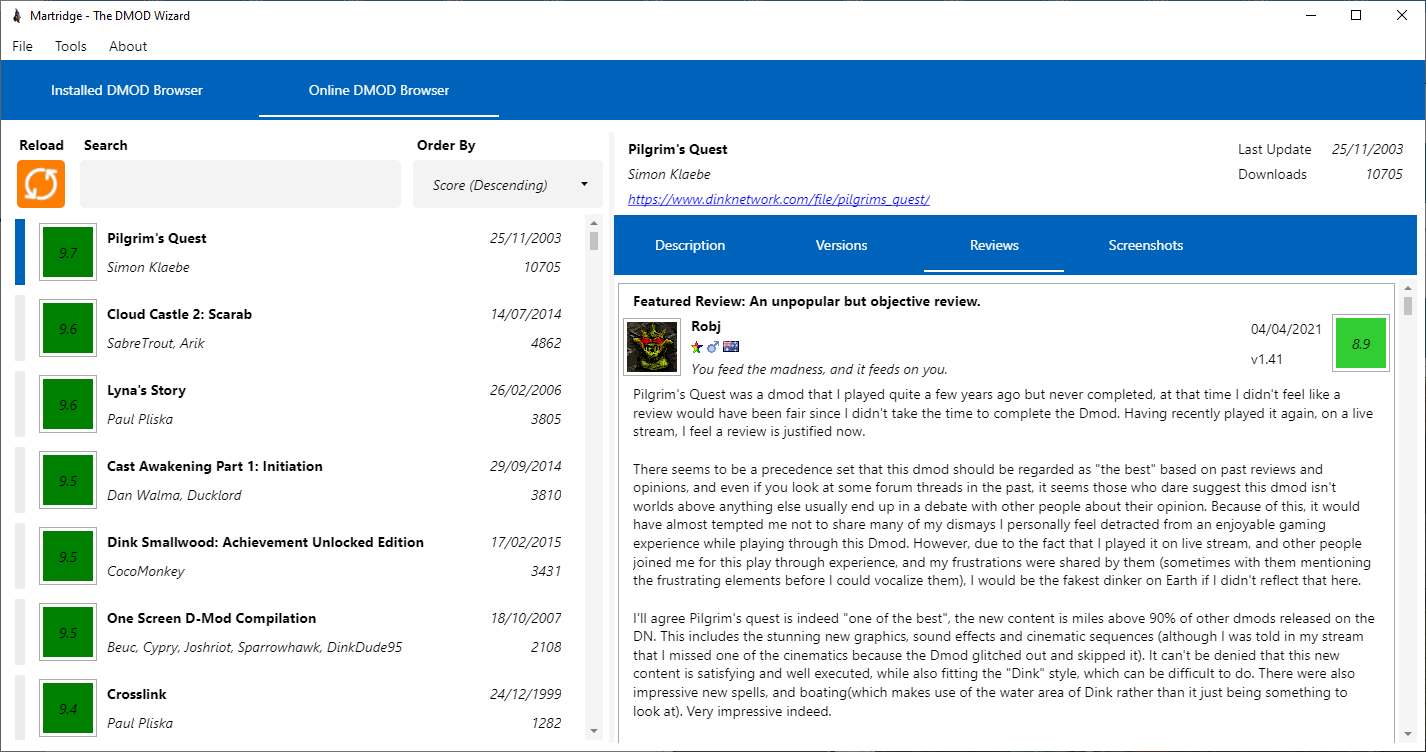 Martridge - The DMOD Wizard
File Tools About
Installed DMOD Browser Online DMOD Browser
Reload Search Order By
Score (Descending)
9.7 Pilgrim's Quest 25/11/2003
Simon Klaebe 10705
9.6 Cloud Castle 2: Scarab 14/07/2014
SabreTrout, Arik 4862
9.6 Lyna's Story 26/02/2006
Paul Pliska 3805
9.5 Cast Awakening Part 1: Initiation 29/09/2014
Dan Walma, Ducklord 3810
9.5 Dink Smallwood: Achievement Unlocked Edition 17/02/2015
CocoMonkey 3431
9.5 One Screen D-Mod Compilation 18/10/2007
Beuc, Cypry, Joshriot, Sparrowhawk, DinkDude95 2108
9.4 Crosslink 24/12/1999
Paul Pliska 1282
Pilgrim's Quest Last Update 25/11/2003
Simon Klaebe Downloads 10705
https://www.dinknetwork.com/file/pilgrims_quest/
Description Versions Reviews Screenshots
Featured Review: An unpopular but objective review.
Robj 04/04/2021 8.9
v1.41
You feed the madness, and it feeds on you.
Pilgrim's Quest was a dmod that I played quite a few years ago but never completed, at that time I didn't feel like a
review would have been fair since I didn't take the time to complete the Dmod. Having recently played it again, on a live
stream, I feel a review is justified now.
There seems to be a precedence set that this dmod should be regarded as "the best" based on past reviews and
opinions, and even if you look at some forum threads in the past, it seems those who dare suggest this dmod isn't
worlds above anything else usually end up in a debate with other people about their opinion. Because of this, it would
have almost tempted me not to share many of my dismays I personally feel detracted from an enjoyable gaming
experience while playing through this Dmod. However, due to the fact that I played it on live stream, and other people
joined me for this play through experience, and my frustrations were shared by them (sometimes with them mentioning
the frustrating elements before I could vocalize them), I would be the fakest dinker on Earth if I didn't reflect that here.
I'll agree Pilgrim's quest is indeed "one of the best", the new content is miles above 90% of other dmods released on the
DN. This includes the stunning new graphics, sound effects and cinematic sequences (although I was told in my stream
that I missed one of the cinematics because the Dmod glitched out and skipped it). It can't be denied that this new
content is satisfying and well executed, while also fitting the "Dink" style, which can be difficult to do. There were also
impressive new spells, and boating(which makes use of the water area of Dink rather than it just being something to
look at). Very impressive indeed.